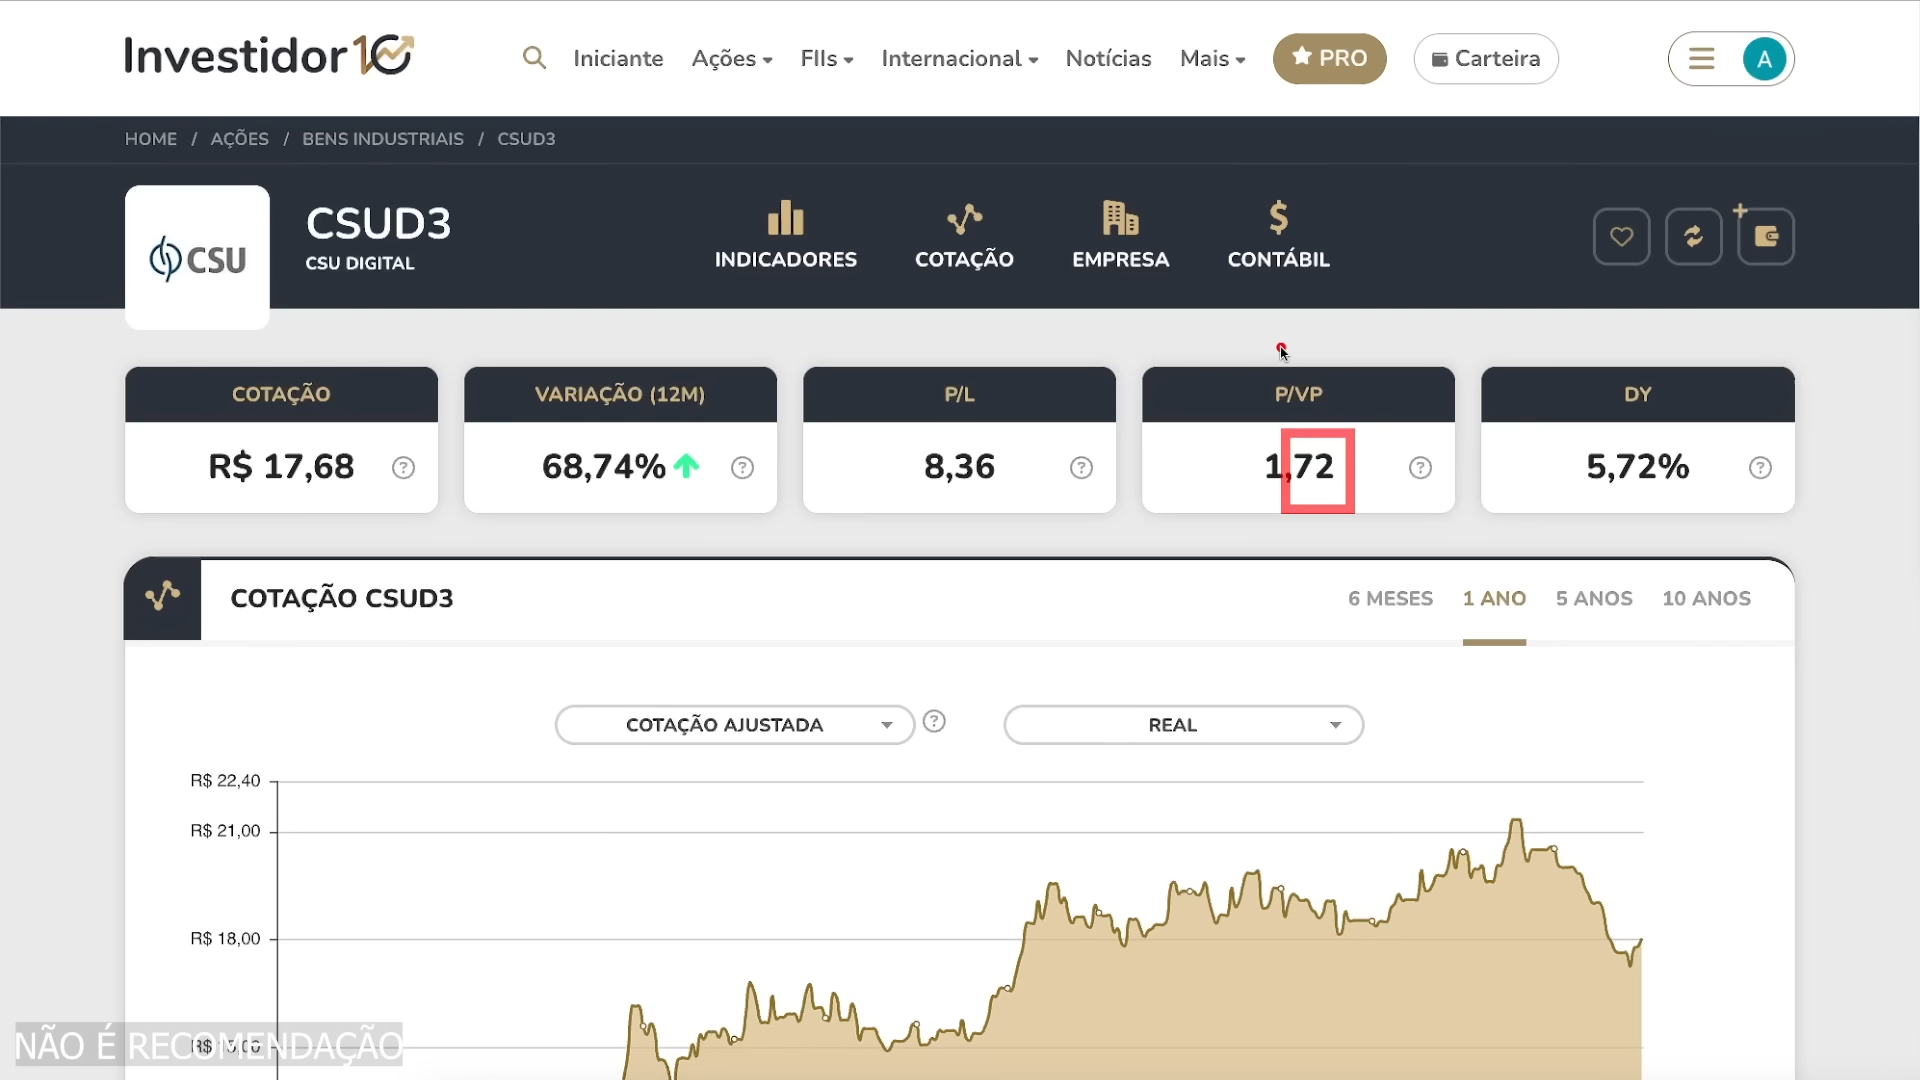 Investidor10
Iniciante
Ações
FIIs
Internacional
Notícias
Mais
PRO
Carteira
A
HOME / AÇÕES / BENS INDUSTRIAIS / CSUD3
CSU
CSUD3
CSU DIGITAL
INDICADORES
COTAÇÃO
EMPRESA
CONTÁBIL
COTAÇÃO
R$ 17,68
?
VARIAÇÃO (12M)
68,74%
?
P/L
8,36
?
P/VP
1,72
?
DY
5,72%
?
COTAÇÃO CSUD3
6 MESES
1 ANO
5 ANOS
10 ANOS
COTAÇÃO AJUSTADA
?
REAL
R$ 22,40
R$ 21,00
R$ 18,00
NÃO É RECOMENDAÇÃO